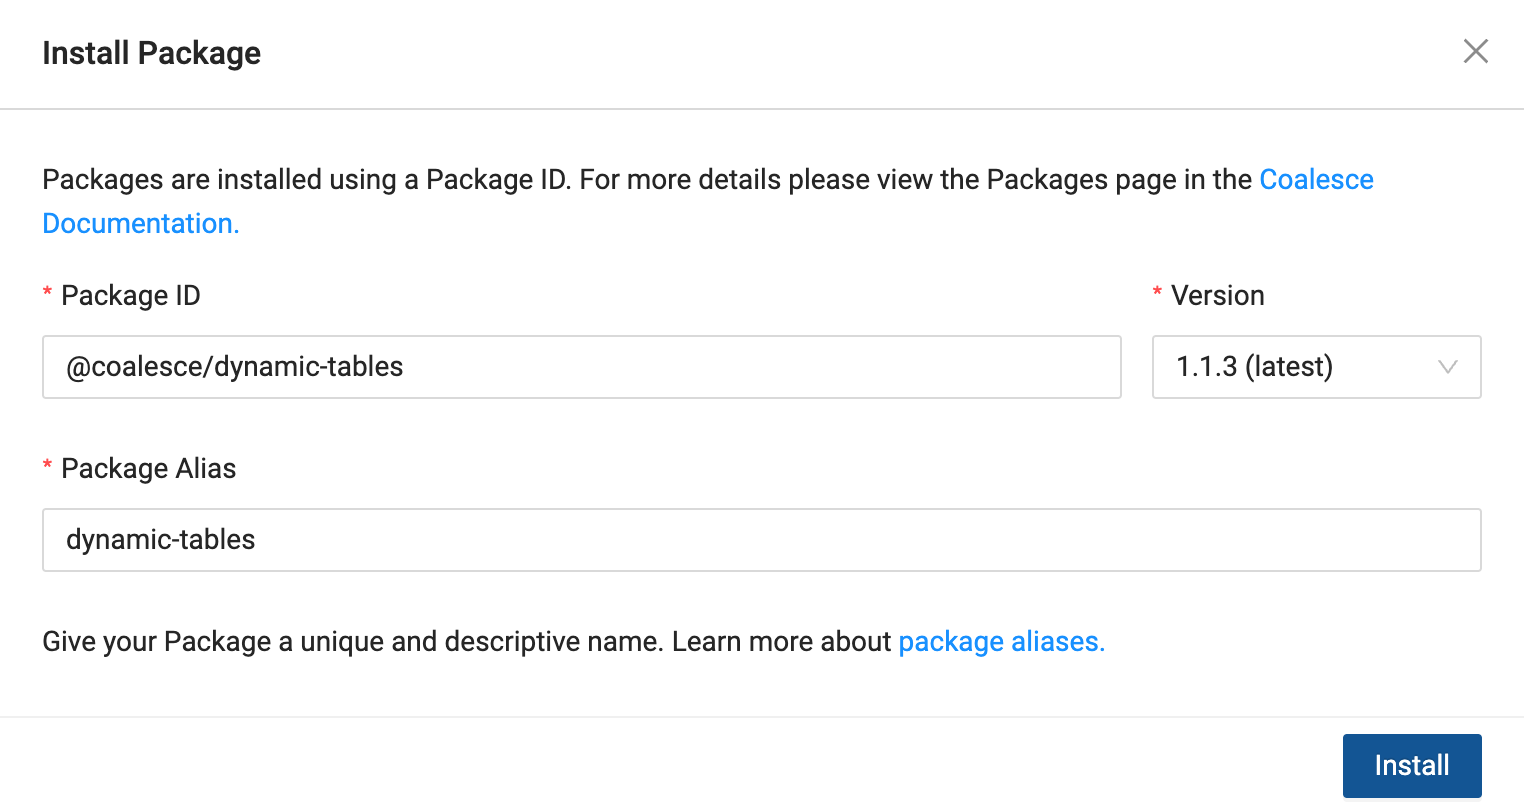 Install Package
Packages are installed using a Package ID. For more details please view the Packages page in the Coalesce
Documentation.
* Package ID
* Version
@coalesce/dynamic-tables
1.1.3 (latest)
* Package Alias
dynamic-tables
Give your Package a unique and descriptive name. Learn more about package aliases.
Install